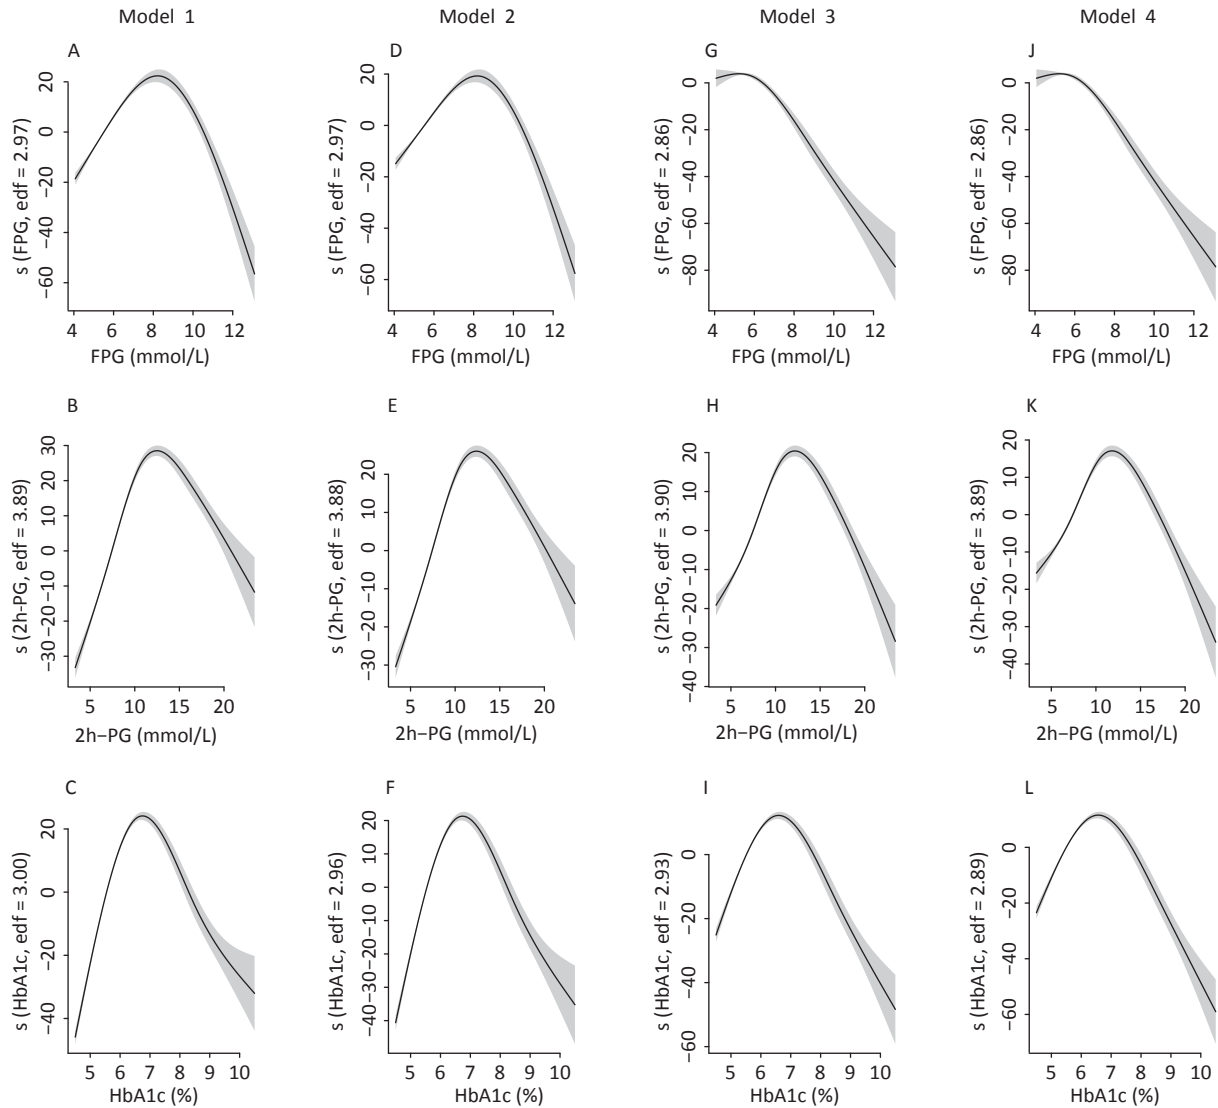 Model 1 Model 2 Model 3 Model 4
A D G J
s (FPG, edf = 2.97) s (FPG, edf = 2.97) s (FPG, edf = 2.86) s (FPG, edf = 2.86)
20 0 −20 −40 −60
20 0 −20 −40 −60
0 −20 −40 −60 −80
0 −20 −40 −60 −80
4 6 8 10 12 4 6 8 10 12 4 6 8 10 12 4 6 8 10 12
FPG (mmol/L) FPG (mmol/L) FPG (mmol/L) FPG (mmol/L)
B E H K
s (2h-PG, edf = 3.89) s (2h-PG, edf = 3.88) s (2h-PG, edf = 3.90) s (2h-PG, edf = 3.89)
30 20 10 0 −10 −20 −30
20 10 0 −10 −20 −30
20 10 0 −10 −20 −30 −40
20 10 0 −10 −20 −30 −40
5 10 15 20 5 10 15 20 5 10 15 20 5 10 15 20
2h−PG (mmol/L) 2h−PG (mmol/L) 2h−PG (mmol/L) 2h−PG (mmol/L)
C F I L
s (HbA1c, edf = 3.00) s (HbA1c, edf = 2.96) s (HbA1c, edf = 2.93) s (HbA1c, edf = 2.89)
20 0 −20 −40
20 10 0 −10 −20 −30 −40
0 −20 −40 −60
0 −20 −40 −60
5 6 7 8 9 10 5 6 7 8 9 10 5 6 7 8 9 10 5 6 7 8 9 10
HbA1c (%) HbA1c (%) HbA1c (%) HbA1c (%)